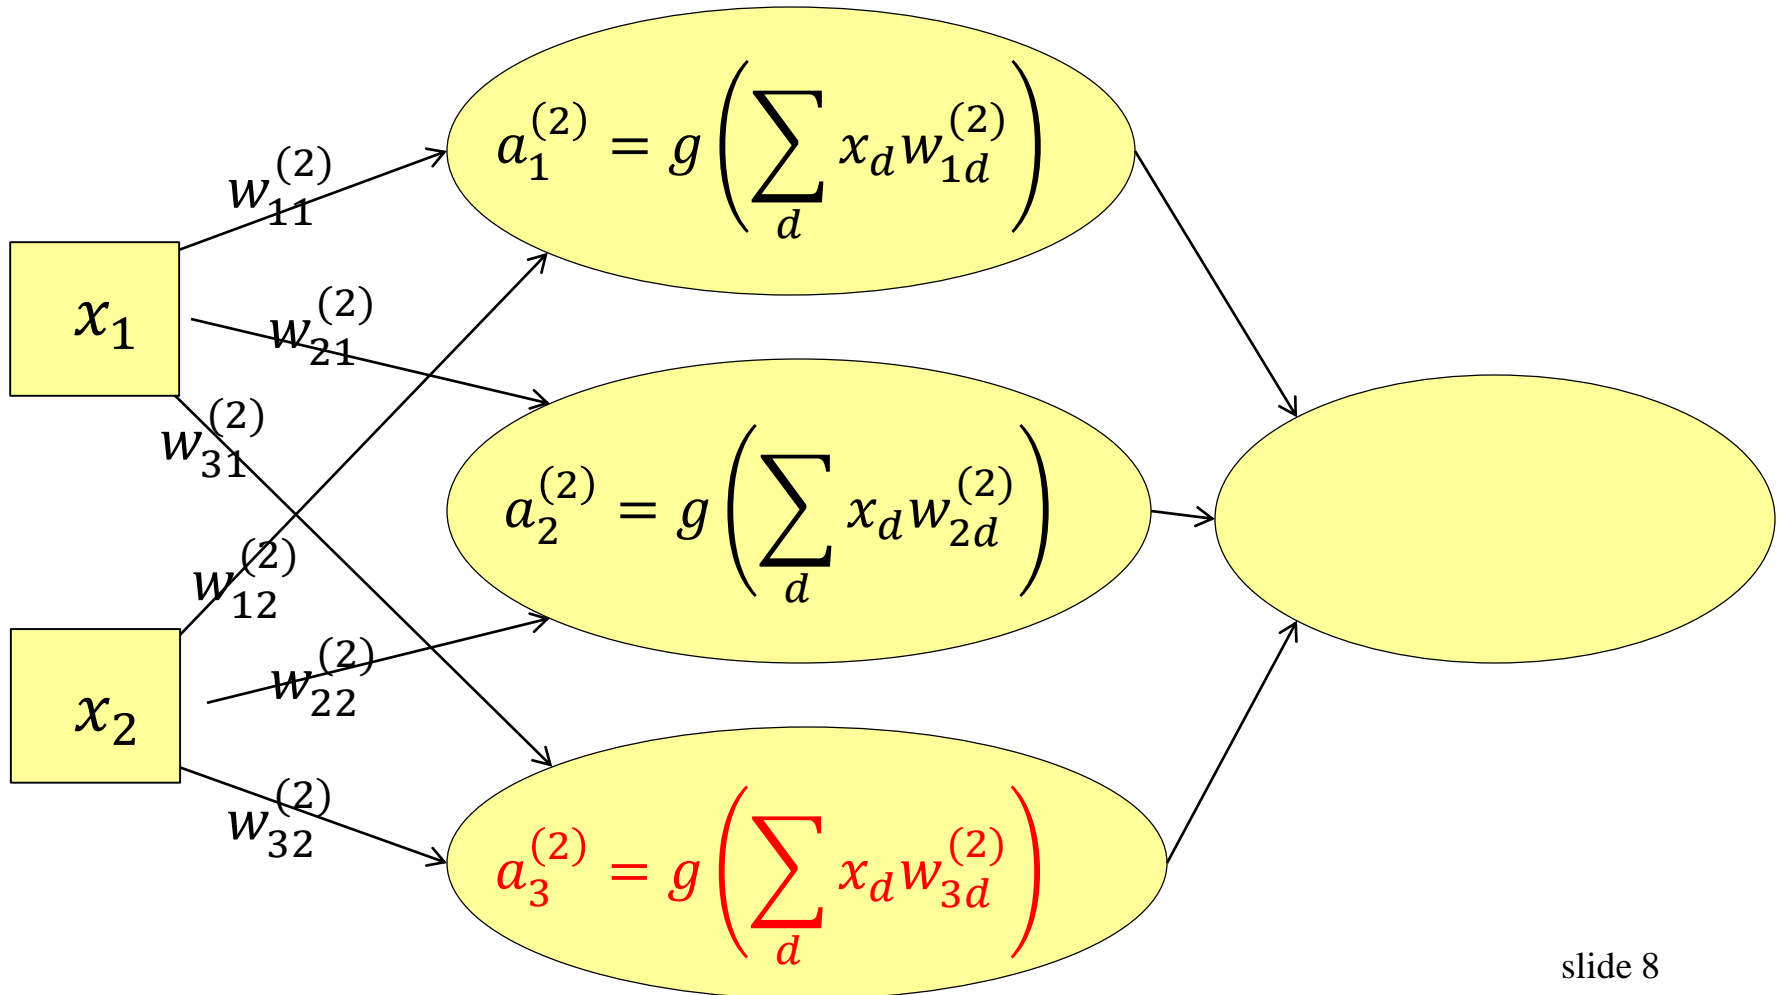 a_1^{(2)} = g(∑_d x_d w_{1d}^{(2)})
w_{11}^{(2)}
x_1
w_{21}^{(2)}
w_{31}^{(2)}
a_2^{(2)} = g(∑_d x_d w_{2d}^{(2)})
w_{12}^{(2)}
x_2
w_{22}^{(2)}
w_{32}^{(2)}
a_3^{(2)} = g(∑_d x_d w_{3d}^{(2)})
slide 8